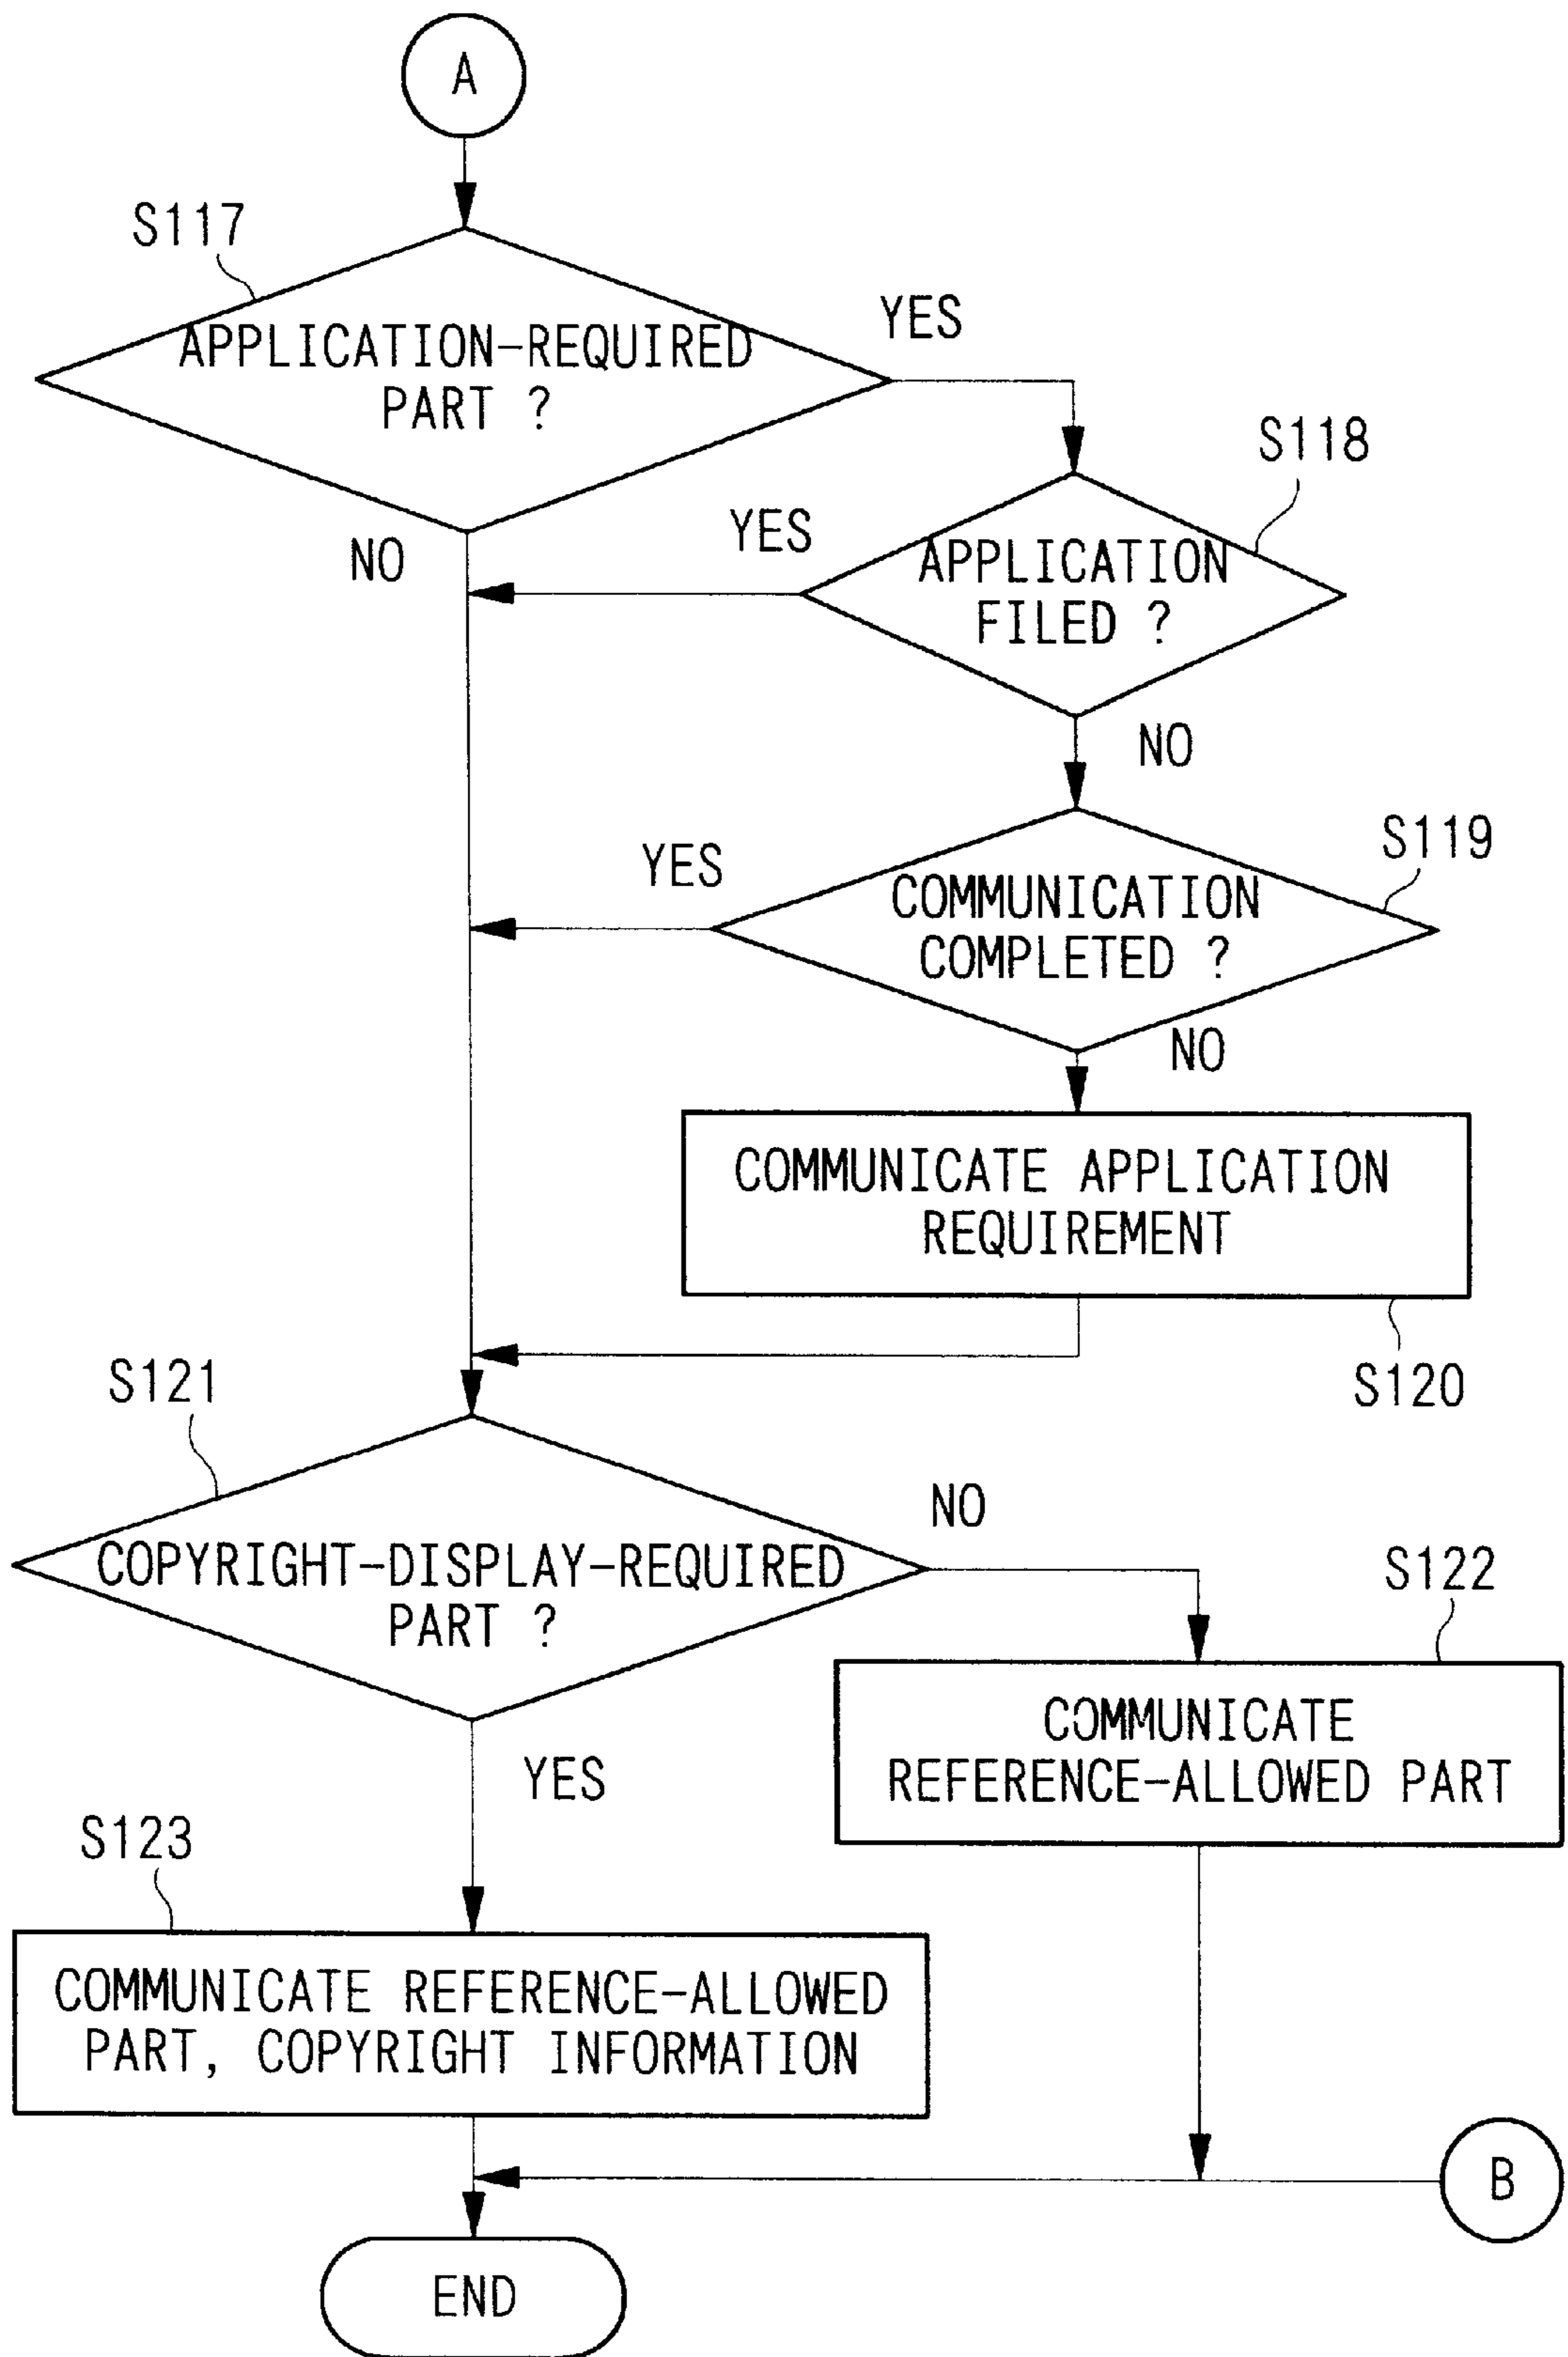 A
S117
APPLICATION-REQUIRED
PART ?
YES
NO
S118
YES
APPLICATION
FILED ?
NO
S119
YES
COMMUNICATION
COMPLETED ?
NO
COMMUNICATE APPLICATION
REQUIREMENT
S120
S121
COPYRIGHT-DISPLAY-REQUIRED
PART ?
NO
S122
COMMUNICATE
REFERENCE-ALLOWED PART
YES
S123
COMMUNICATE REFERENCE-ALLOWED
PART, COPYRIGHT INFORMATION
B
END